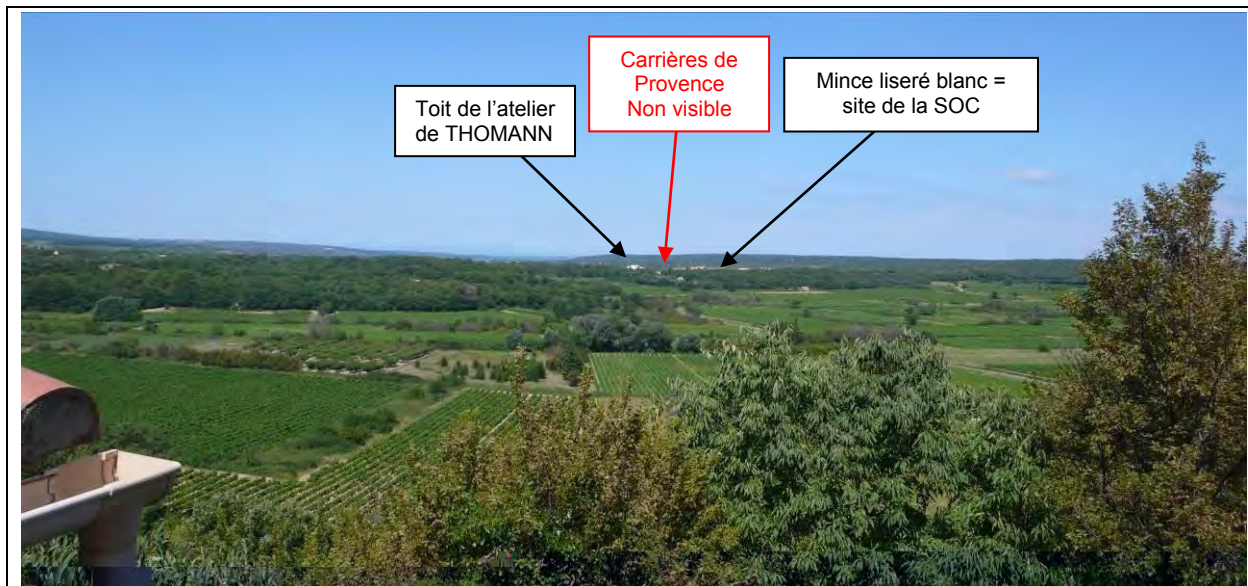 Toit de l’atelier
de THOMANN
Carrières de
Provence
Non visible
Mince liseré blanc =
site de la SOC